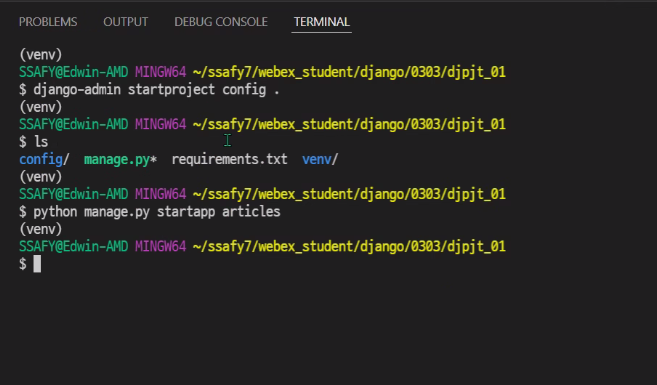 PROBLEMS OUTPUT DEBUG CONSOLE TERMINAL
(venv)
SSAFY@Edwin-AMD MINGW64 ~/ssafy7/webex_student/django/0303/djpjt_01
$ django-admin startproject config .
(venv)
SSAFY@Edwin-AMD MINGW64 ~/ssafy7/webex_student/django/0303/djpjt_01
$ ls
config/ manage.py* requirements.txt venv/
(venv)
SSAFY@Edwin-AMD MINGW64 ~/ssafy7/webex_student/django/0303/djpjt_01
$ python manage.py startapp articles
(venv)
SSAFY@Edwin-AMD MINGW64 ~/ssafy7/webex_student/django/0303/djpjt_01
$